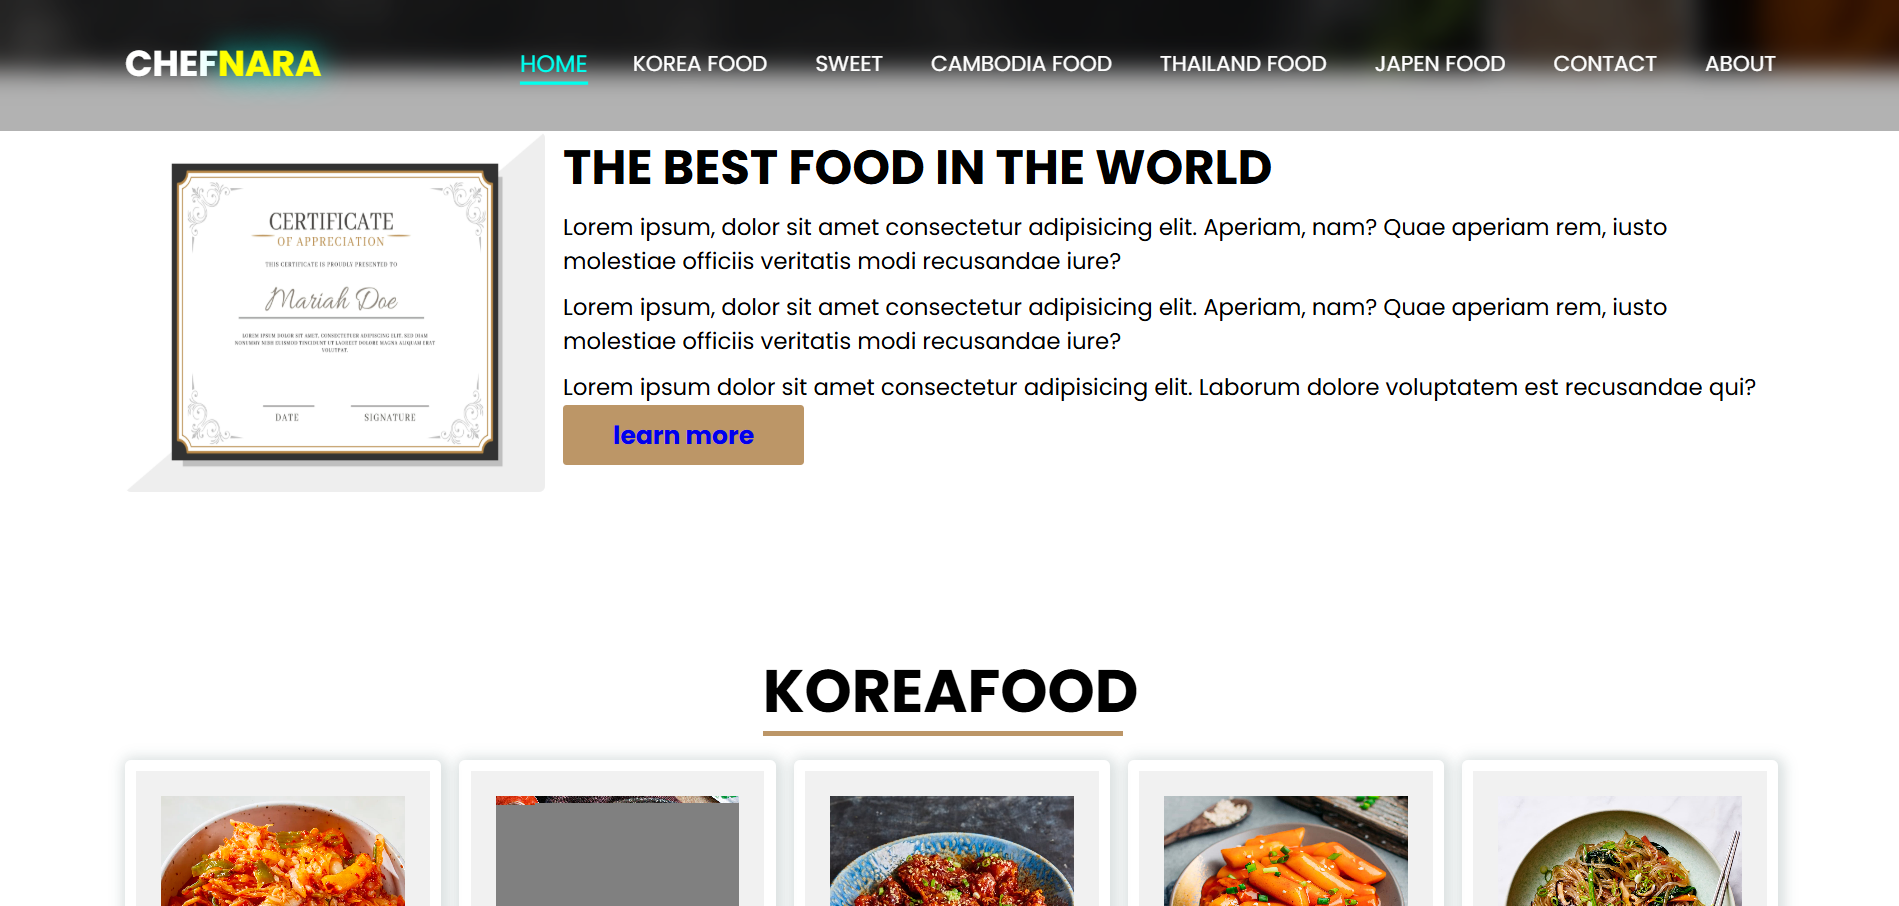 CHEFNARA
HOME KOREA FOOD SWEET CAMBODIA FOOD THAILAND FOOD JAPEN FOOD CONTACT ABOUT
CERTIFICATE
OF APPRECIATION
THIS CERTIFICATE IS PROUDLY PRESENTED TO
Mariah Doe
LOREM IPSUM DOLOR SIT AMET, CONSECTETUER ADIPISCING ELIT, SED DIAM
NONUMMY NIBH EUISMOD TINCIDUNT UT LAOREET DOLORE MAGNA ALIQUAM ERAT
VOLUTPAT.
DATE SIGNATURE
THE BEST FOOD IN THE WORLD
Lorem ipsum, dolor sit amet consectetur adipisicing elit. Aperiam, nam? Quae aperiam rem, iusto
molestiae officiis veritatis modi recusandae iure?
Lorem ipsum, dolor sit amet consectetur adipisicing elit. Aperiam, nam? Quae aperiam rem, iusto
molestiae officiis veritatis modi recusandae iure?
Lorem ipsum dolor sit amet consectetur adipisicing elit. Laborum dolore voluptatem est recusandae qui?
learn more
KOREAFOOD